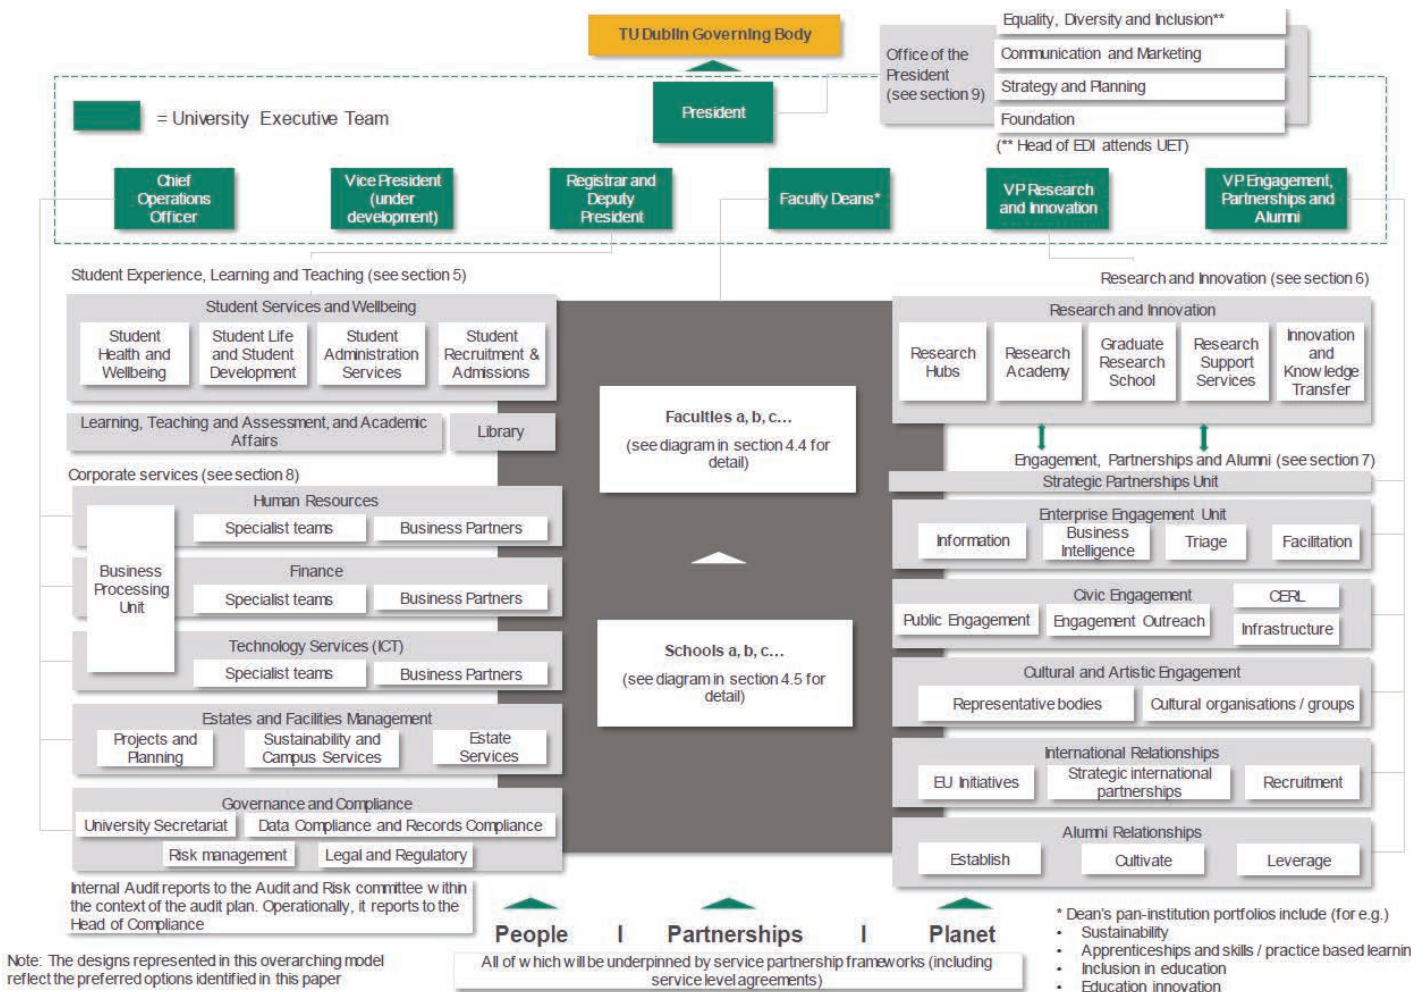 TU Dublin Governing Body
Equality, Diversity and Inclusion**
Office of the
President
(see section 9)
Communication and Marketing
Strategy and Planning
Foundation
(** Head of EDI attends UET)
President
= University Executive Team
Chief
Operations
Officer
Vice President
(under
development)
Registrar and
Deputy
President
Faculty Deans*
VP Research
and Innovation
VP Engagement,
Partnerships and
Alumni
Student Experience, Learning and Teaching (see section 5)
Student Services and Wellbeing
Student
Health and
Wellbeing
Student Life
and Student
Development
Student
Administration
Services
Student
Recruitment &
Admissions
Learning, Teaching and Assessment, and Academic
Affairs
Library
Corporate services (see section 8)
Human Resources
Specialist teams
Business Partners
Business
Processing
Unit
Finance
Specialist teams
Business Partners
Technology Services (ICT)
Specialist teams
Business Partners
Estates and Facilities Management
Projects and
Planning
Sustainability and
Campus Services
Estate
Services
Governance and Compliance
University Secretariat
Data Compliance and Records Compliance
Risk management
Legal and Regulatory
Internal Audit reports to the Audit and Risk committee within
the context of the audit plan. Operationally, it reports to the
Head of Compliance
Note: The designs represented in this overarching model
reflect the preferred options identified in this paper
Faculties a, b, c...
(see diagram in section 4.4 for
detail)
Schools a, b, c...
(see diagram in section 4.5 for
detail)
People I Partnerships I Planet
All of which will be underpinned by service partnership frameworks (including
service level agreements)
Research and Innovation (see section 6)
Research and Innovation
Research
Hubs
Research
Academy
Graduate
Research
School
Research
Support
Services
Innovation
and
Knowledge
Transfer
Engagement, Partnerships and Alumni (see section 7)
Strategic Partnerships Unit
Enterprise Engagement Unit
Information
Business
Intelligence
Triage
Facilitation
Civic Engagement
CERL
Public Engagement
Engagement Outreach
Infrastructure
Cultural and Artistic Engagement
Representative bodies
Cultural organisations / groups
International Relationships
EU Initiatives
Strategic international
partnerships
Recruitment
Alumni Relationships
Establish
Cultivate
Leverage
* Dean's pan-institution portfolios include (for e.g.)
• Sustainability
• Apprenticeships and skills / practice based learnin
• Inclusion in education
• Education innovation